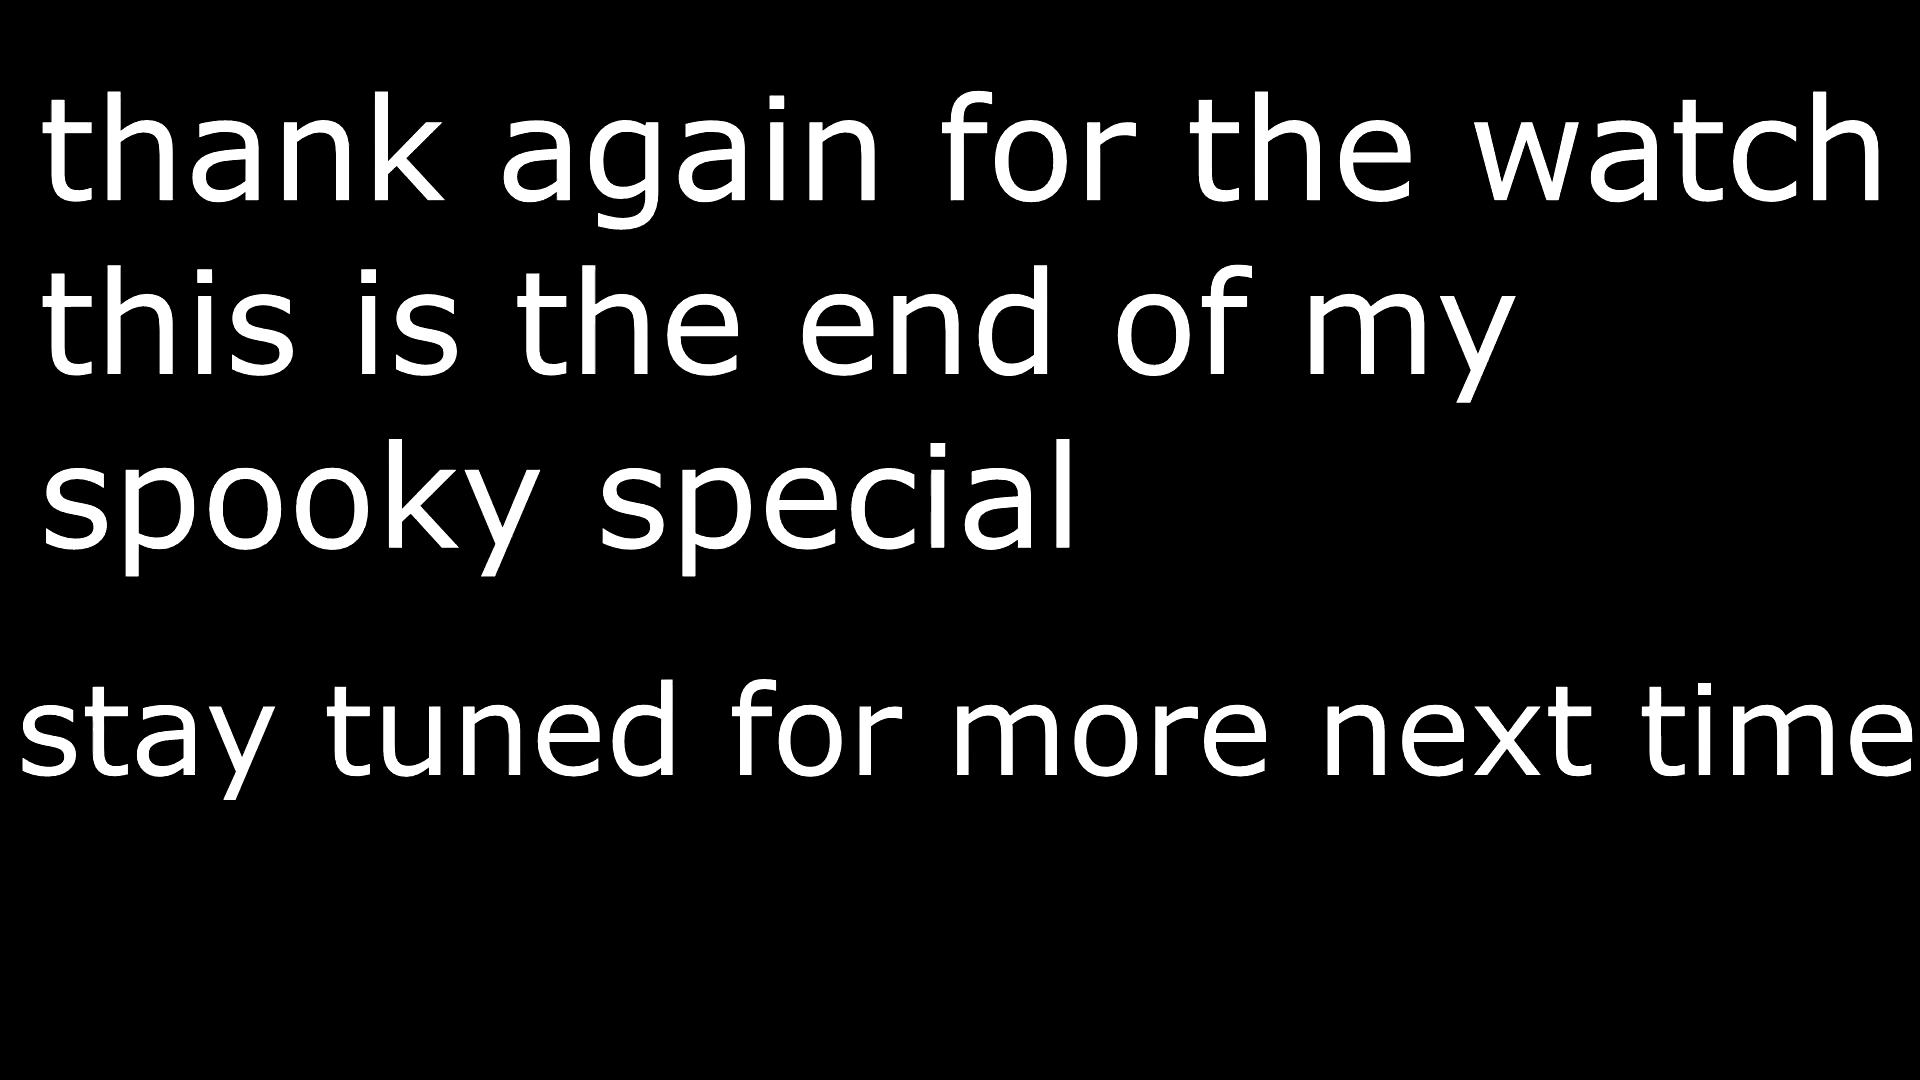 thank again for the watch
this is the end of my
spooky special
stay tuned for more next time